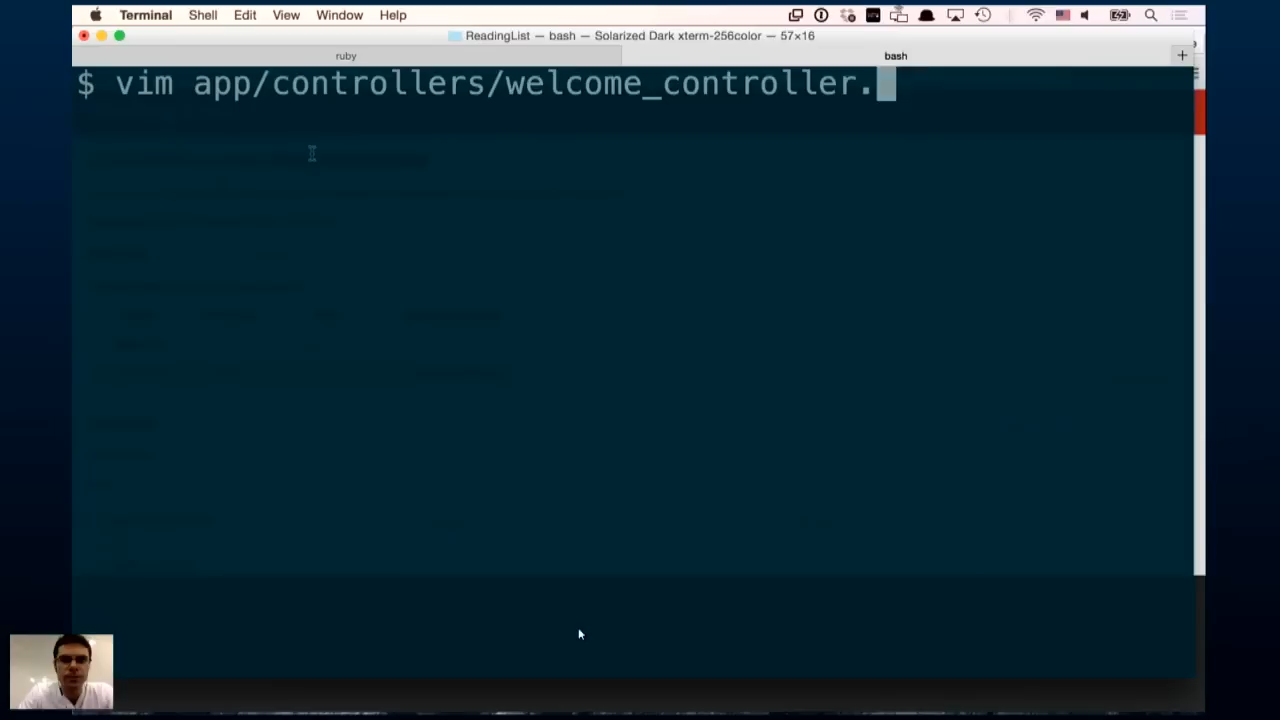 Terminal Shell Edit View Window Help
ReadingList — bash — Solarized Dark xterm-256color — 57×16
ruby bash +
$ vim app/controllers/welcome_controller.